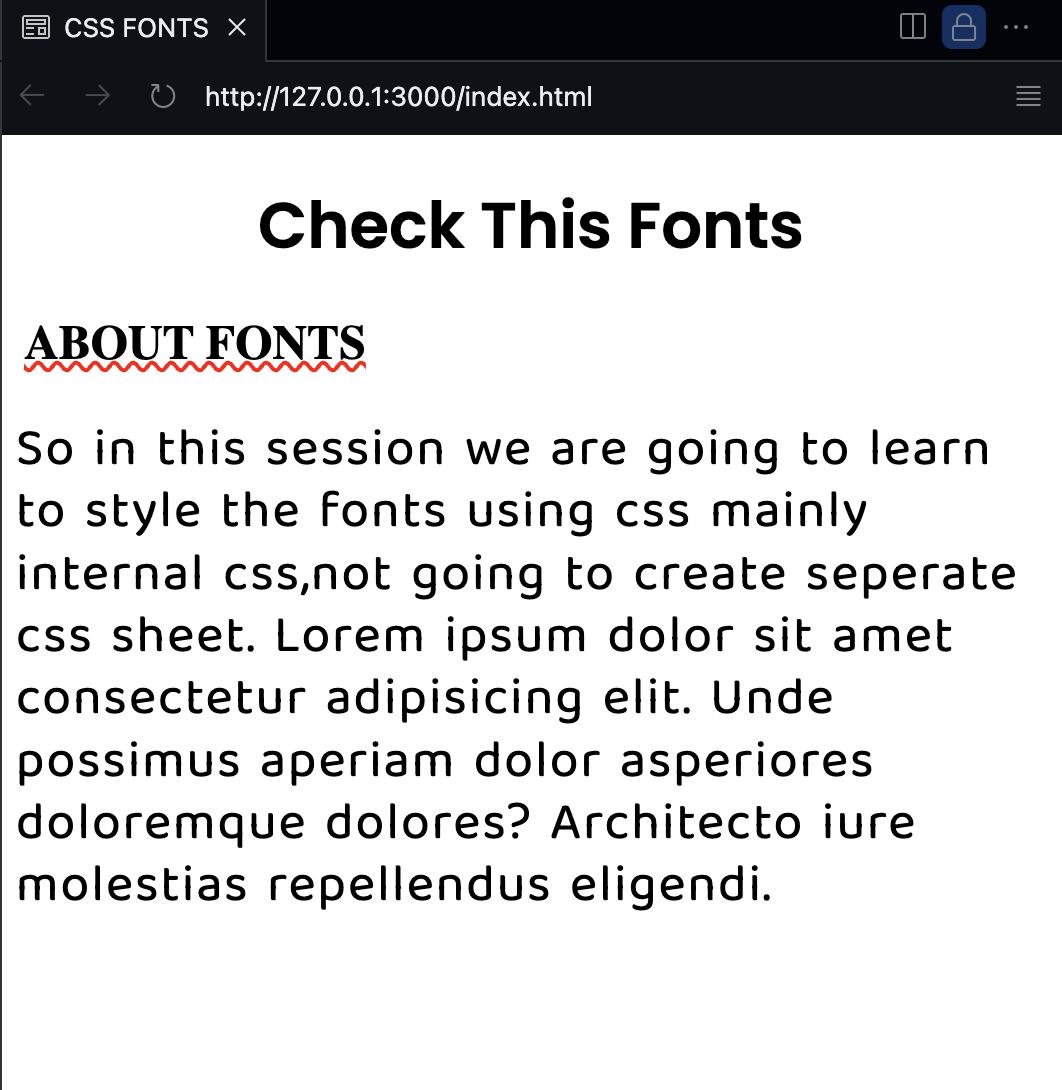 CSS FONTS
http://127.0.0.1:3000/index.html
Check This Fonts
ABOUT FONTS
So in this session we are going to learn
to style the fonts using css mainly
internal css,not going to create seperate
css sheet. Lorem ipsum dolor sit amet
consectetur adipisicing elit. Unde
possimus aperiam dolor asperiores
doloremque dolores? Architecto iure
molestias repellendus eligendi.